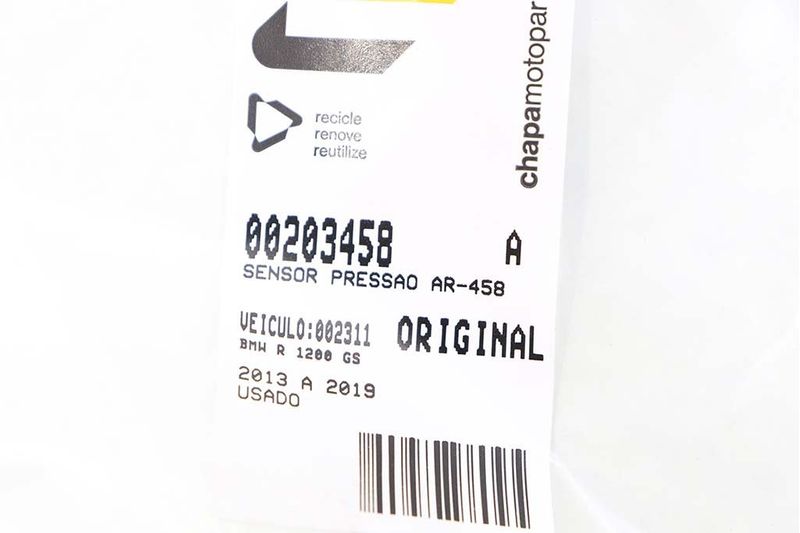 chapamotopar
recicle
renove
reutilize
00203458 A
SENSOR PRESSAO AR-458
VEICULO:002311 ORIGINAL
BMW R 1200 GS
2013 A 2019
USADO